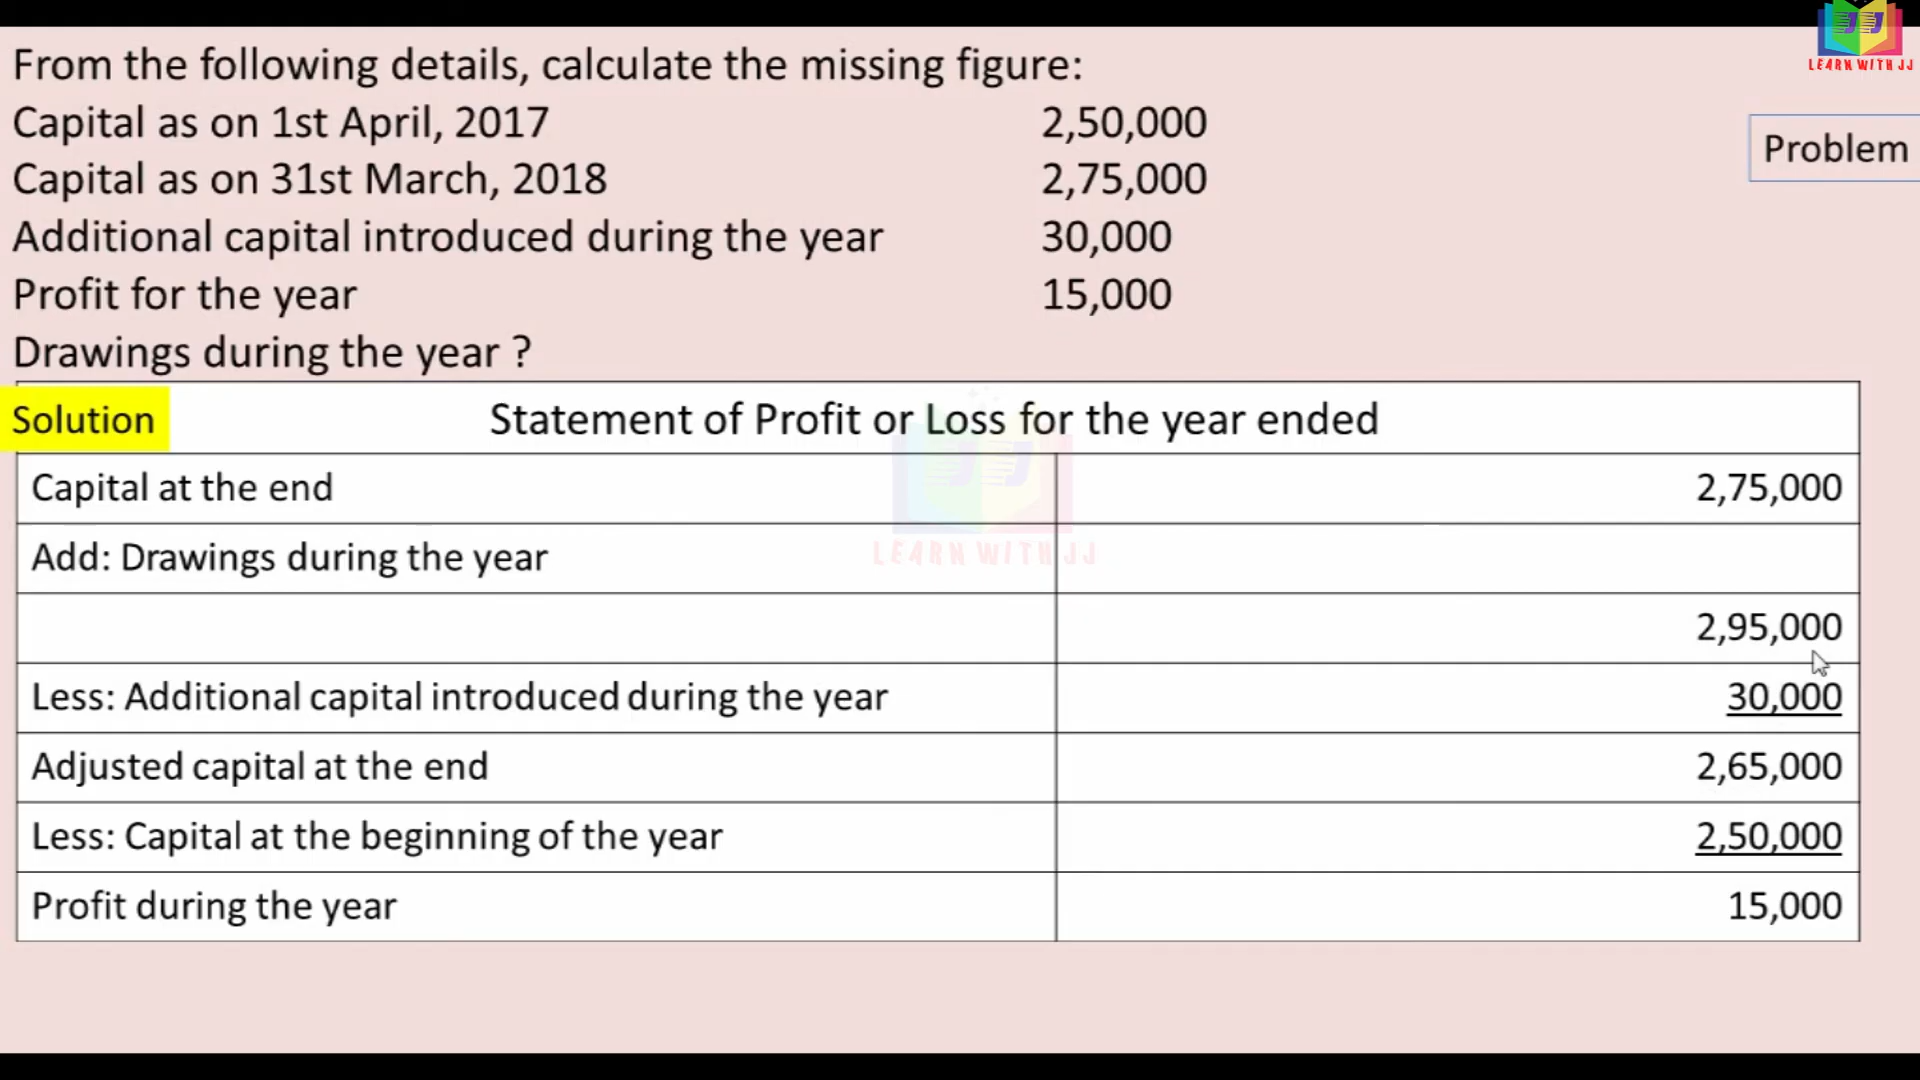 LEARN WITH JJ
From the following details, calculate the missing figure:
Capital as on 1st April, 2017 2,50,000
Problem
Capital as on 31st March, 2018 2,75,000
Additional capital introduced during the year 30,000
Profit for the year 15,000
Drawings during the year ?
Solution Statement of Profit or Loss for the year ended
Capital at the end 2,75,000
Add: Drawings during the year
LEARN WITH JJ
2,95,000
Less: Additional capital introduced during the year 30,000
Adjusted capital at the end 2,65,000
Less: Capital at the beginning of the year 2,50,000
Profit during the year 15,000